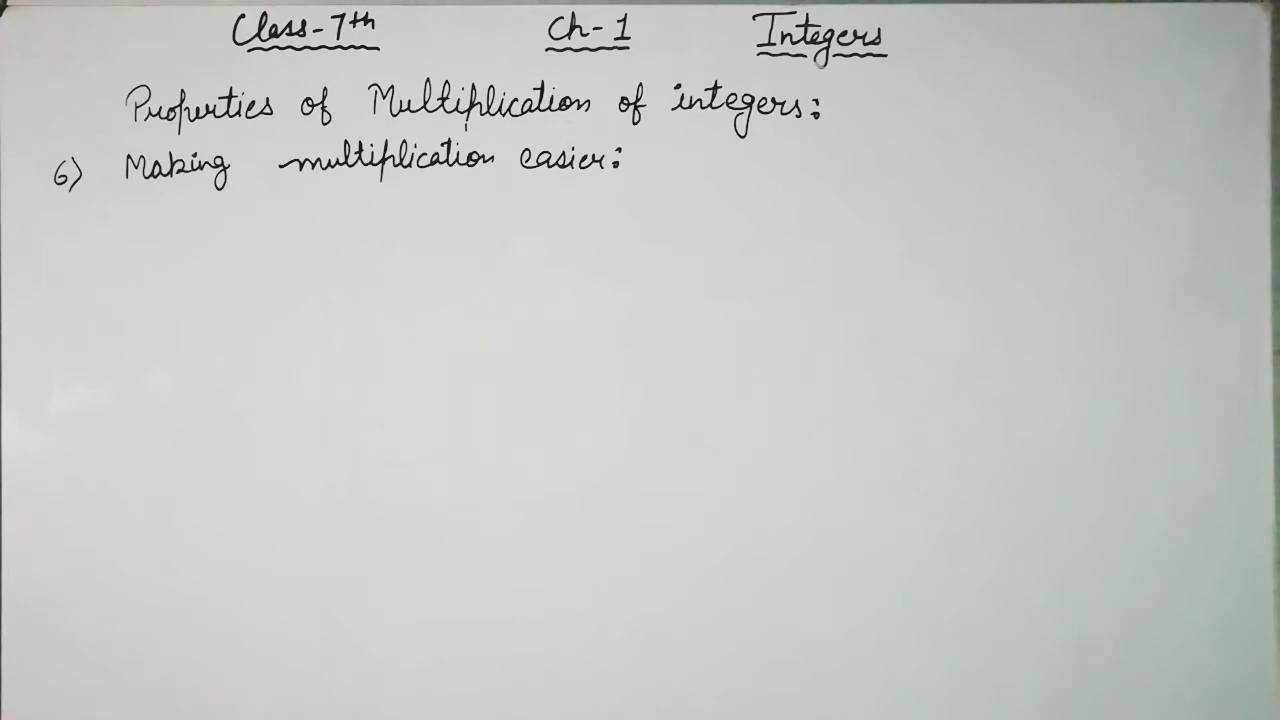 Class-7th Ch-1 Integers
Properties of Multiplication of integers:
6) Making multiplication easier: